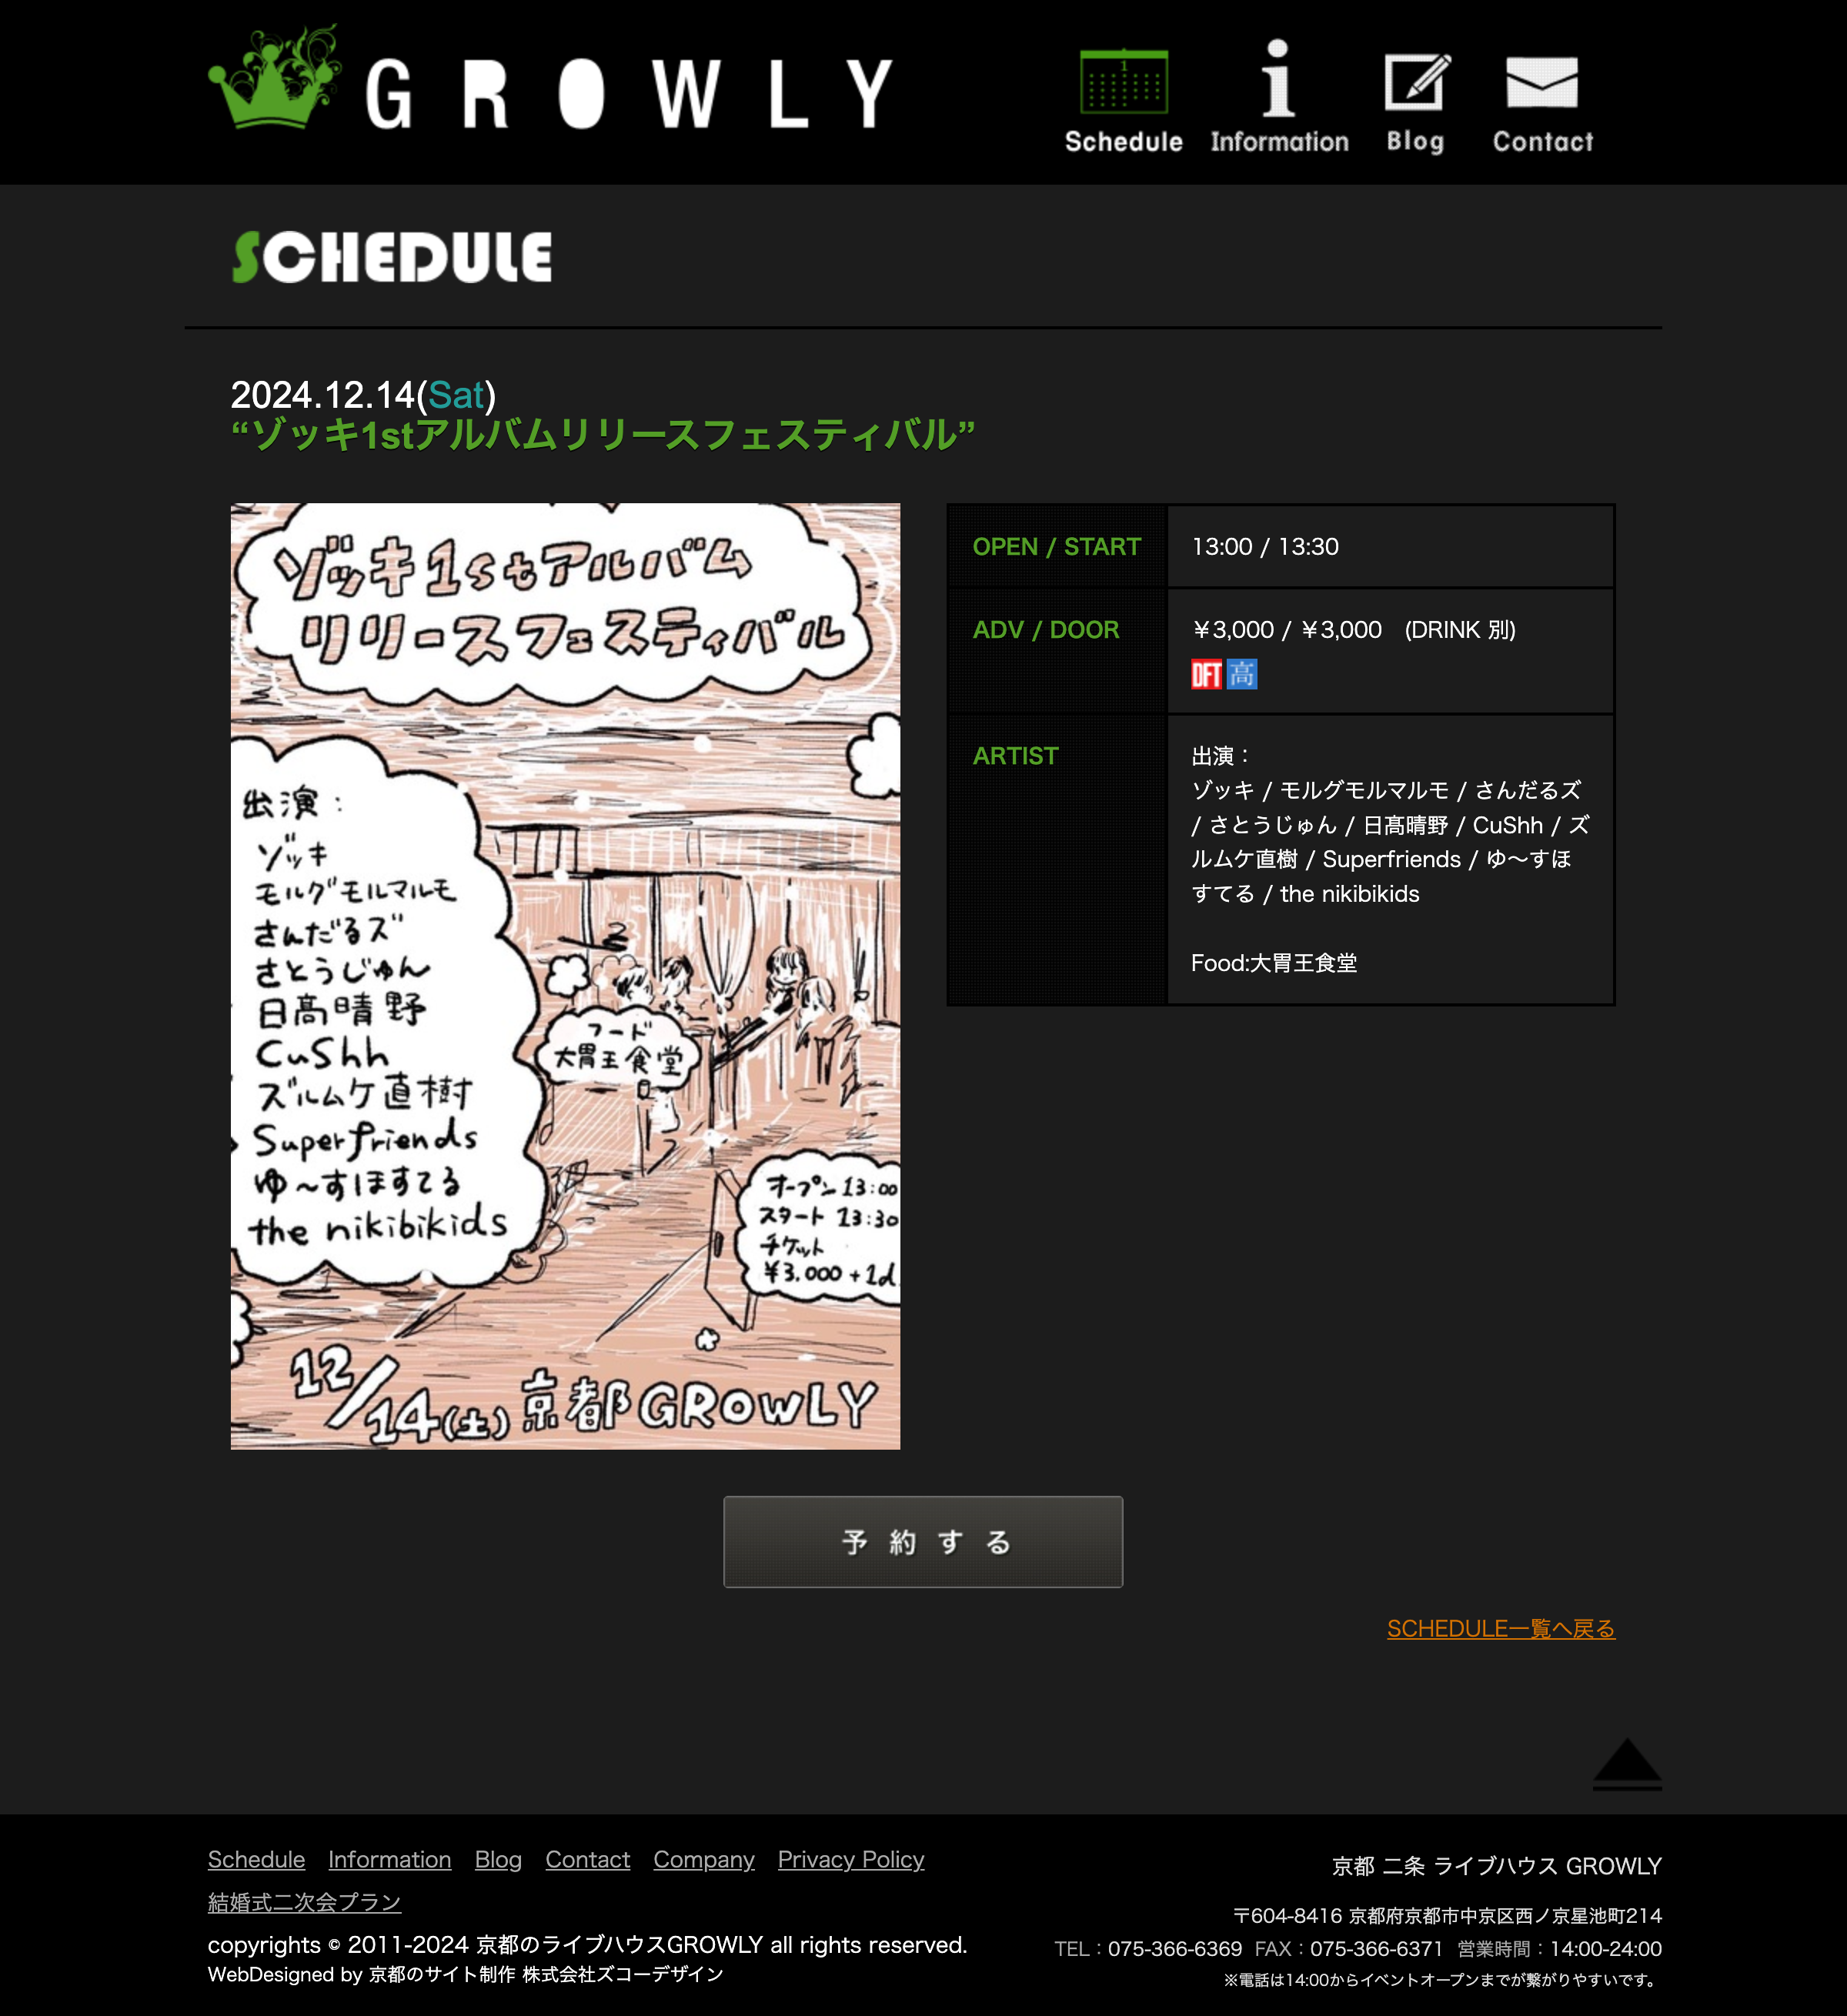 GROWLY
1
Schedule
Information
Blog
Contact
SCHEDULE
2024.12.14(Sat)
“ゾッキ1stアルバムリリースフェスティバル”
ゾッキ1stアルバム
リリースフェスティバル
出演:
ゾッキ
モルグモルマルモ
さんだるズ
さとうじゅん
日髙晴野
CuShh
ズルムケ直樹
Superfriends
ゆ〜すほすてる
the nikibikids
フード
大胃王食堂
オープン 13:00
スタート 13:30
チケット
¥3.000+1d
12/14(土) 京都GROWLY
OPEN / START
13:00 / 13:30
ADV / DOOR
￥3,000 / ￥3,000　(DRINK 別)
DFT 高
ARTIST
出演：
ゾッキ / モルグモルマルモ / さんだるズ
/ さとうじゅん / 日髙晴野 / CuShh / ズ
ルムケ直樹 / Superfriends / ゆ〜すほ
すてる / the nikibikids
Food:大胃王食堂
予約する
SCHEDULE一覧へ戻る
Schedule Information Blog Contact Company Privacy Policy
結婚式二次会プラン
copyrights © 2011-2024 京都のライブハウスGROWLY all rights reserved.
WebDesigned by 京都のサイト制作 株式会社ズコーデザイン
京都 二条 ライブハウス GROWLY
〒604-8416 京都府京都市中京区西ノ京星池町214
TEL：075-366-6369 FAX：075-366-6371 営業時間：14:00-24:00
※電話は14:00からイベントオープンまでが繋がりやすいです。